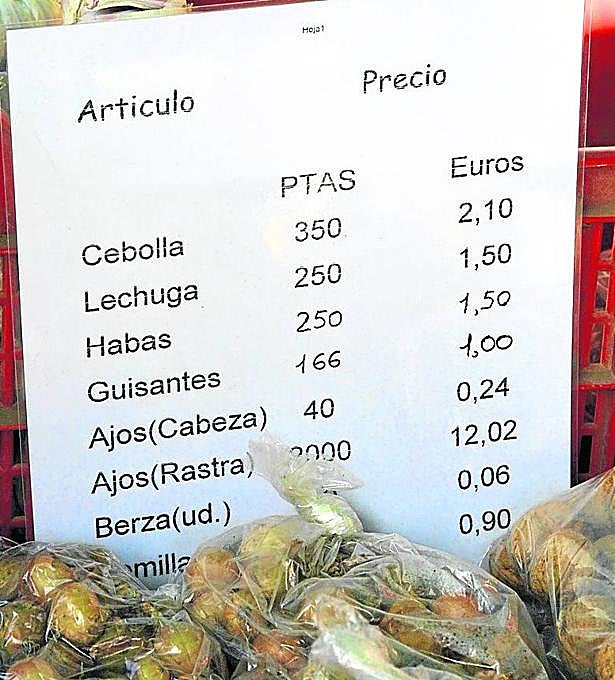 Hoja1
Articulo Precio
PTAS Euros
Cebolla 350 2,10
Lechuga 250 1,50
Habas 250 1,50
Guisantes 166 1,00
Ajos(Cabeza) 40 0,24
Ajos(Rastra) 2000 12,02
Berza(ud.) 0,06
0,90